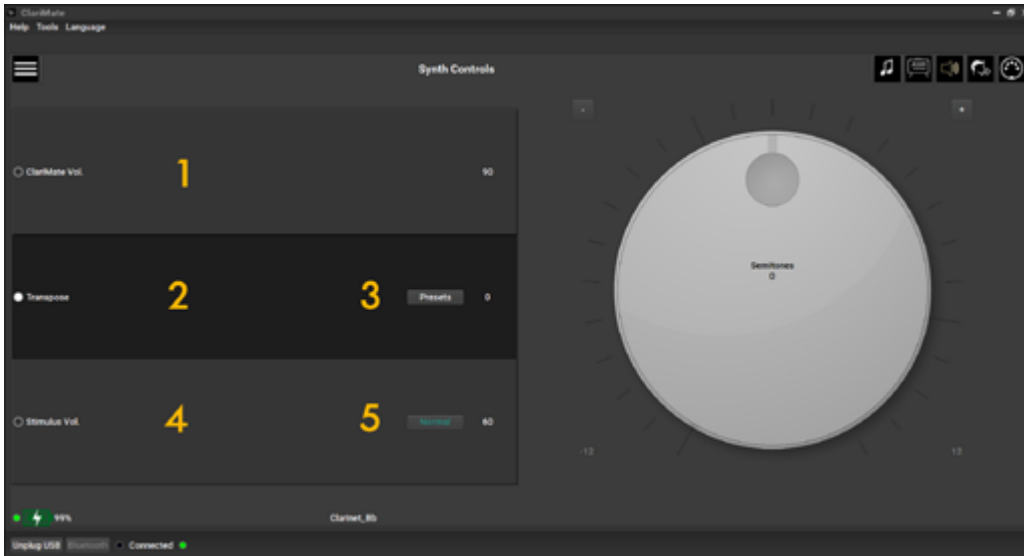 ClariMate
Help Tools Language
Synth Controls
- +
ClariMate Vol. 1 90
Semitones
0
Transpose 2 3 Presets 0
Stimulus Vol. 4 5 Normal 60
-12 12
99% Clarinet_Bb
Unplug USB Bluetooth Connected